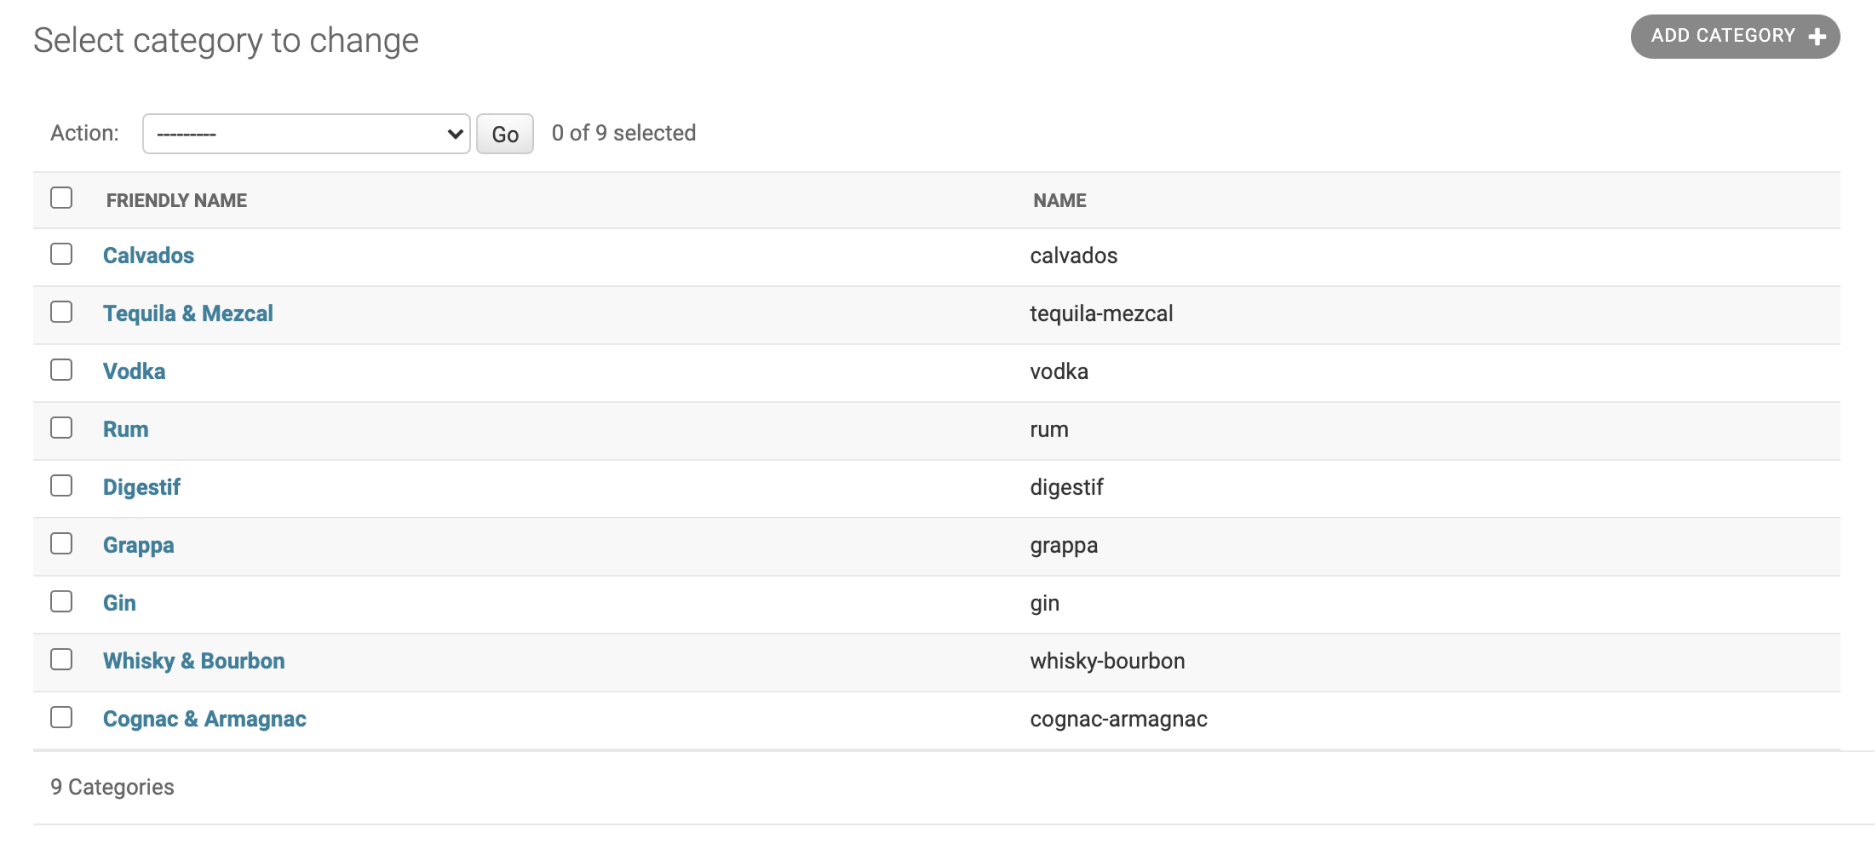 Select category to change
ADD CATEGORY +
Action: --------- Go 0 of 9 selected
FRIENDLY NAME NAME
Calvados calvados
Tequila & Mezcal tequila-mezcal
Vodka vodka
Rum rum
Digestif digestif
Grappa grappa
Gin gin
Whisky & Bourbon whisky-bourbon
Cognac & Armagnac cognac-armagnac
9 Categories